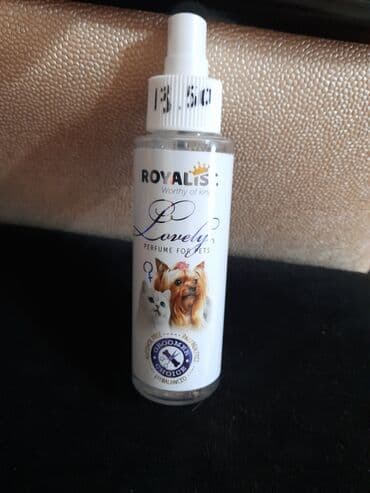 13.50
ROYALIS
Worthy of
Lovely
PERFUME FOR PETS
GROOMER
CHOICE